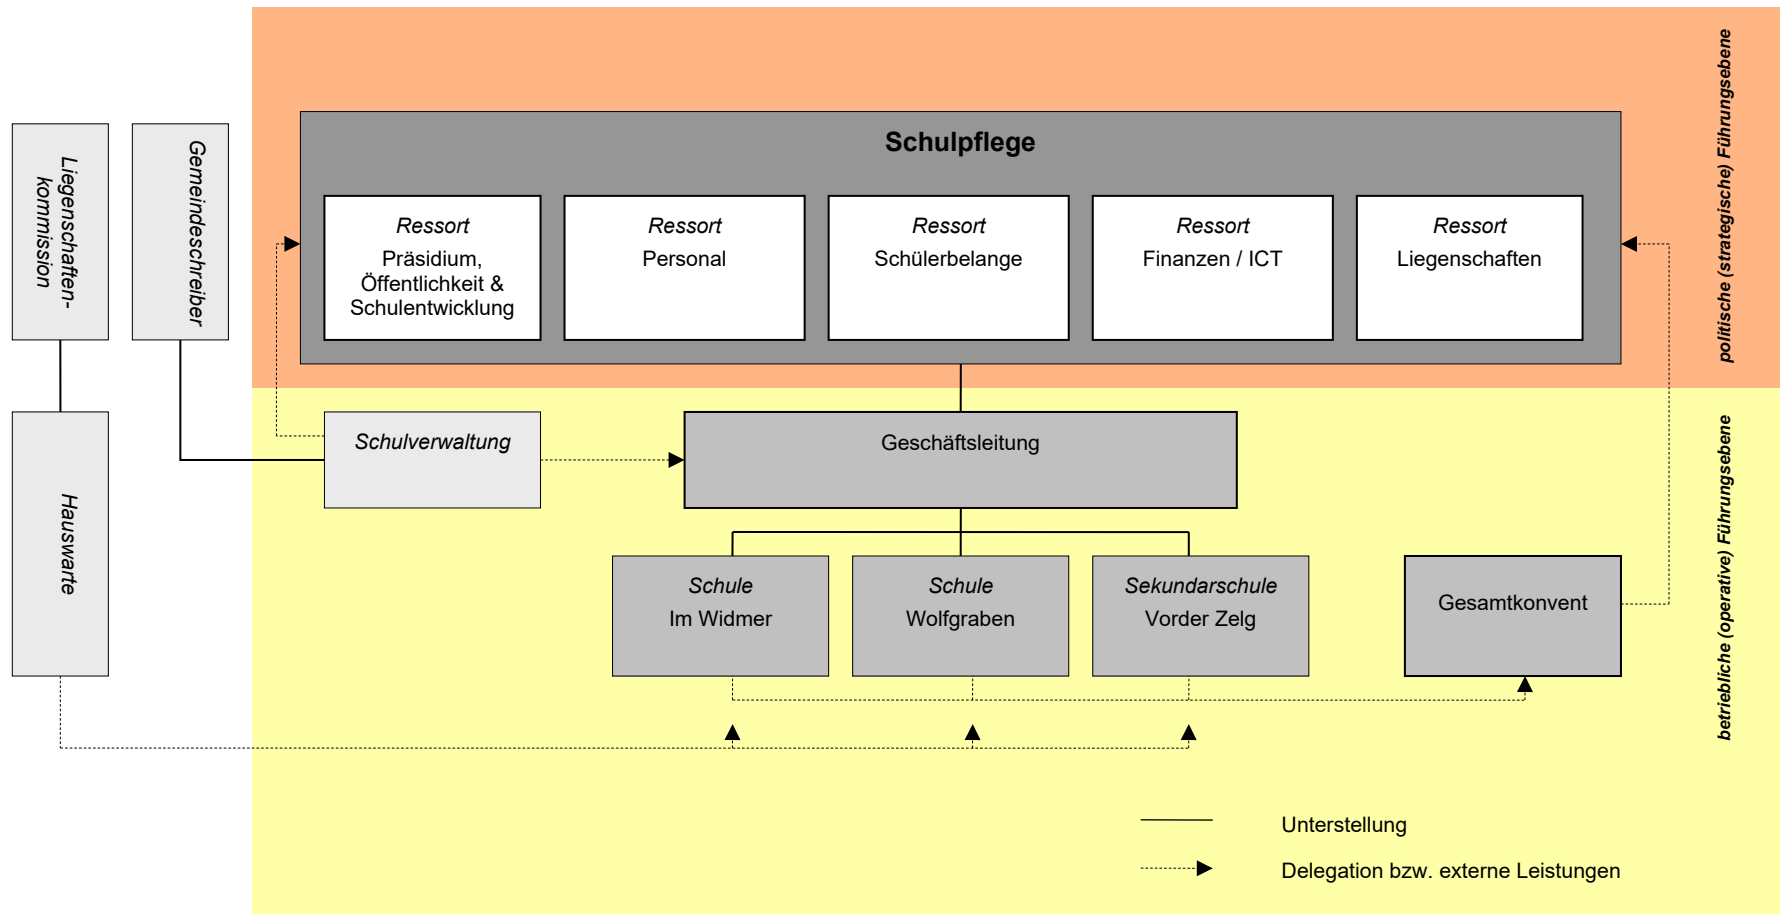 Schulpflege
Ressort
Präsidium,
Öffentlichkeit &
Schulentwicklung
Ressort
Personal
Ressort
Schülerbelange
Ressort
Finanzen / ICT
Ressort
Liegenschaften
politische (strategische) Führungsebene
Liegenschaften-
kommission
Gemeindeschreiber
Hauswarte
Schulverwaltung
Geschäftsleitung
Schule
Im Widmer
Schule
Wolfgraben
Sekundarschule
Vorder Zelg
Gesamtkonvent
betriebliche (operative) Führungsebene
Unterstellung
Delegation bzw. externe Leistungen